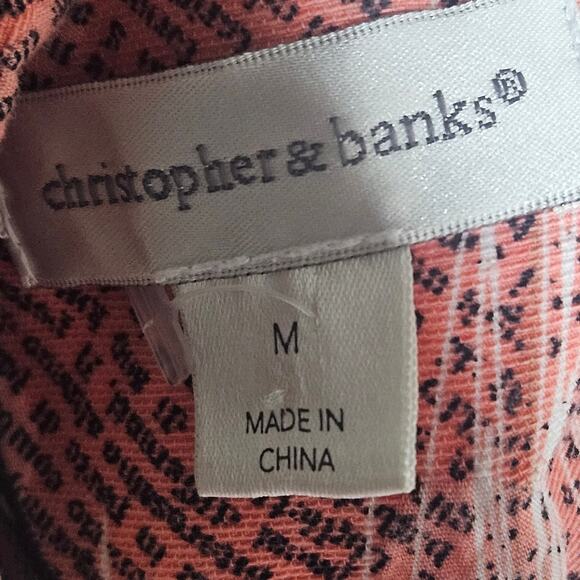 christopher & banks®
M
MADE IN
CHINA